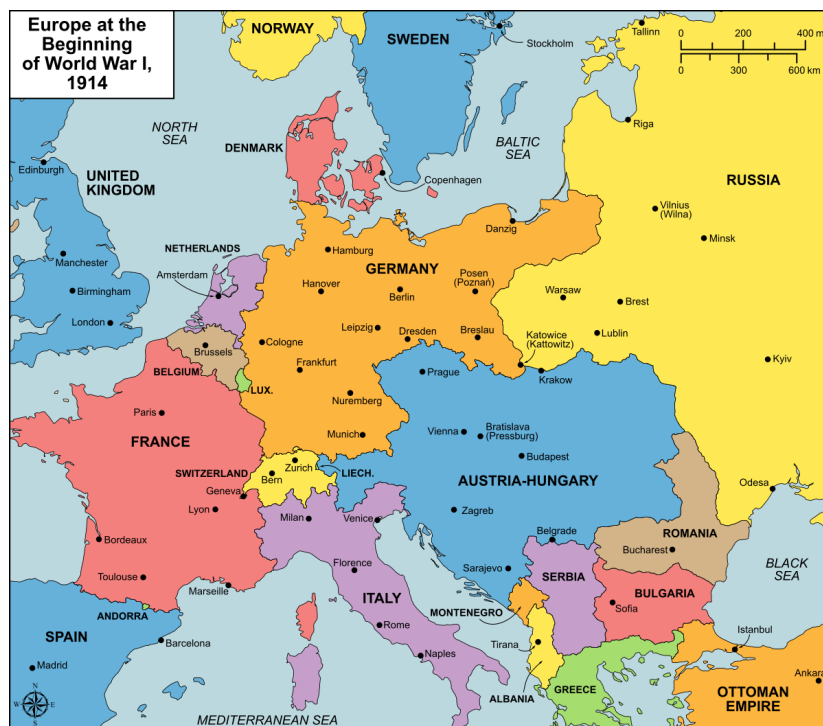 Europe at the
Beginning
of World War I,
1914
NORWAY
SWEDEN
Stockholm
Tallinn
0 200 400 m
0 300 600 km
NORTH
SEA
BALTIC
SEA
Riga
DENMARK
Copenhagen
Edinburgh
UNITED
KINGDOM
RUSSIA
Vilnius
(Wilna)
Minsk
Danzig
NETHERLANDS
Amsterdam
Hamburg
GERMANY
Manchester
Birmingham
London
Hanover
Berlin
Posen
(Poznań)
Warsaw
Brest
Lublin
Leipzig
Dresden
Breslau
Katowice
(Kattowitz)
Kyiv
Brussels
BELGIUM
Cologne
LUX.
Frankfurt
Prague
Krakow
Nuremberg
Paris
FRANCE
Munich
Vienna
Bratislava
(Pressburg)
Budapest
AUSTRIA-HUNGARY
SWITZERLAND
Zurich
Bern
LIECH.
Geneva
Lyon
Milan
Venice
Zagreb
Odesa
Belgrade
ROMANIA
Bucharest
BLACK
SEA
Bordeaux
Toulouse
Marseille
Florence
ITALY
Sarajevo
SERBIA
MONTENEGRO
BULGARIA
Sofia
ANDORRA
SPAIN
Barcelona
Madrid
Rome
Naples
Tirana
ALBANIA
GREECE
Istanbul
Ankara
OTTOMAN
EMPIRE
MEDITERRANEAN SEA
N
W E
S